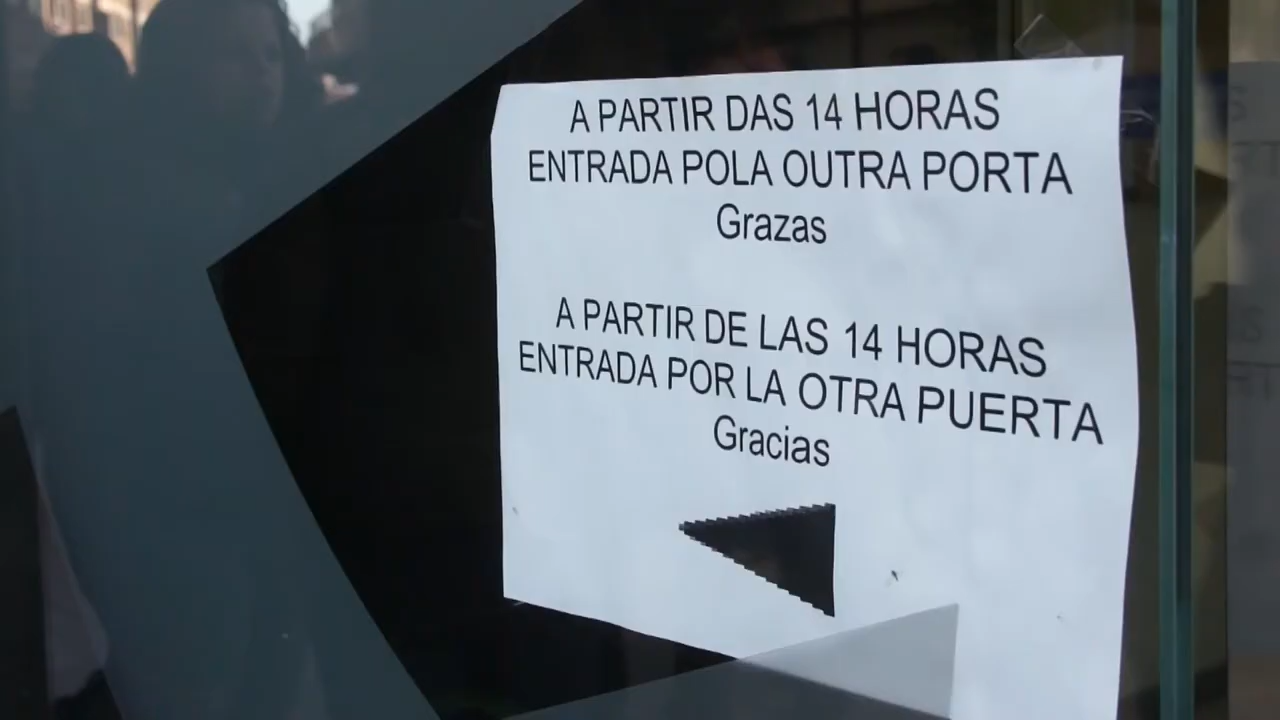 A PARTIR DAS 14 HORAS
ENTRADA POLA OUTRA PORTA
Grazas
A PARTIR DE LAS 14 HORAS
ENTRADA POR LA OTRA PUERTA
Gracias